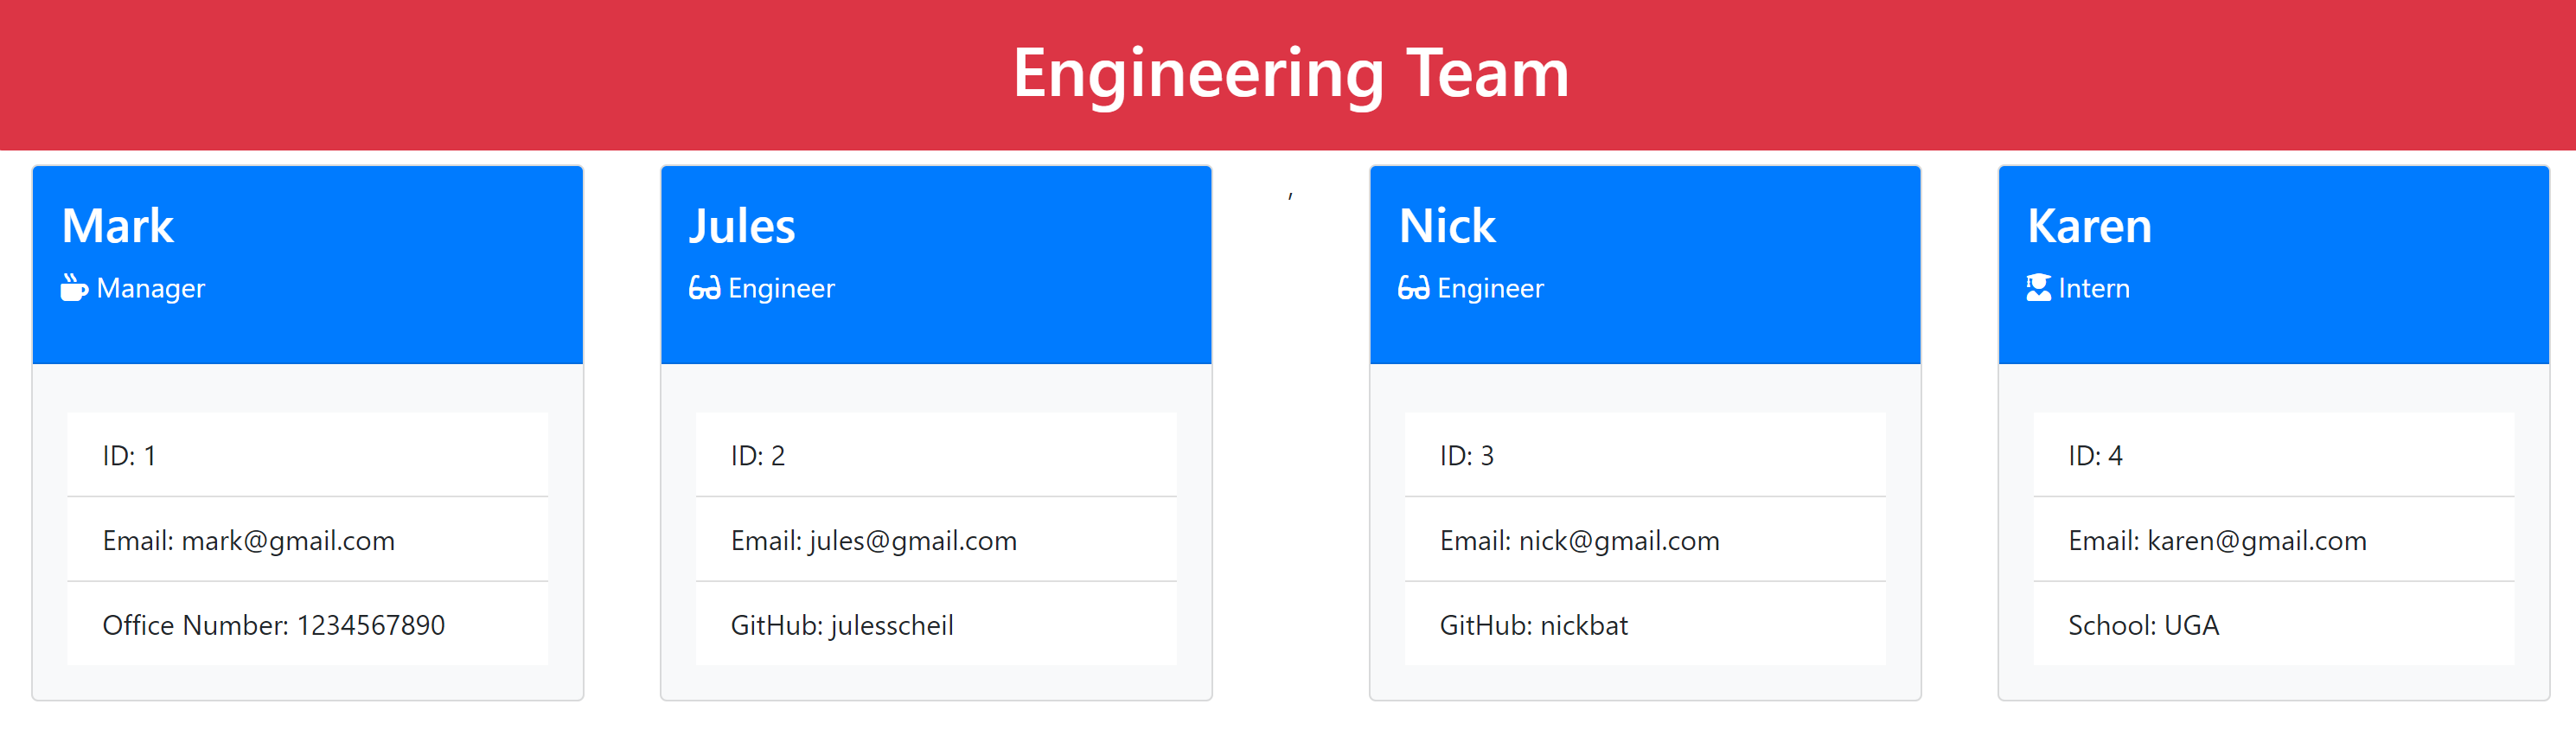 Engineering Team
Mark
Manager
ID: 1
Email: mark@gmail.com
Office Number: 1234567890
Jules
Engineer
ID: 2
Email: jules@gmail.com
GitHub: julesscheil
,
Nick
Engineer
ID: 3
Email: nick@gmail.com
GitHub: nickbat
Karen
Intern
ID: 4
Email: karen@gmail.com
School: UGA